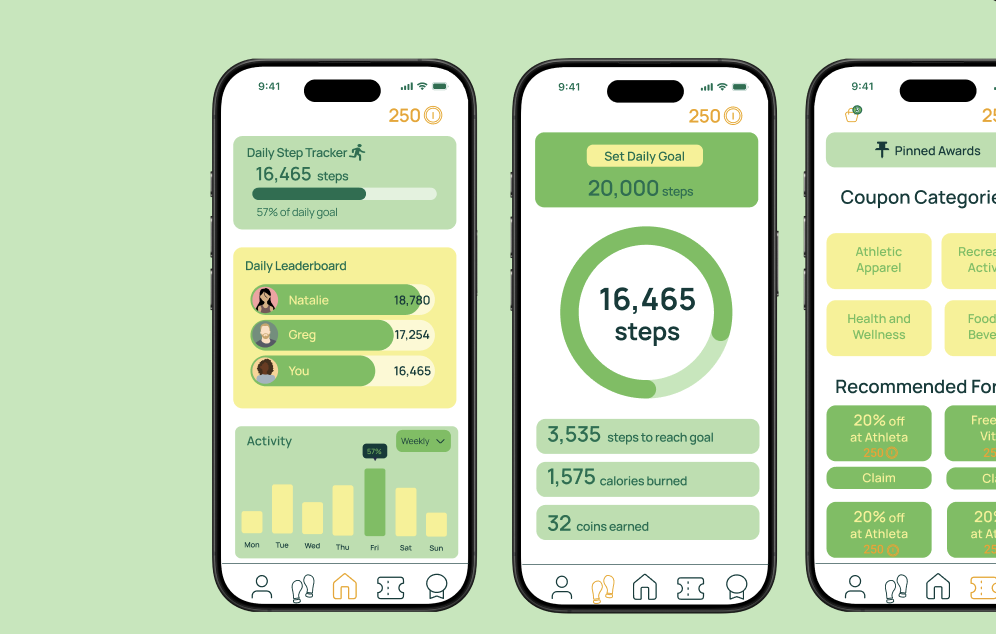 9:41
250
Daily Step Tracker
16,465 steps
57% of daily goal
Daily Leaderboard
Natalie 18,780
Greg 17,254
You 16,465
Activity
Weekly
57%
Mon Tue Wed Thu Fri Sat Sun
9:41
250
Set Daily Goal
20,000 steps
16,465
steps
3,535 steps to reach goal
1,575 calories burned
32 coins earned
9:41
25
Pinned Awards
Coupon Categorie
Athletic
Apparel
Recrea
Activ
Health and
Wellness
Food
Beve
Recommended For
20% off
at Athleta
250
Free
Vit
25
Claim
Cla
20% off
at Athleta
250
20%
at At
25